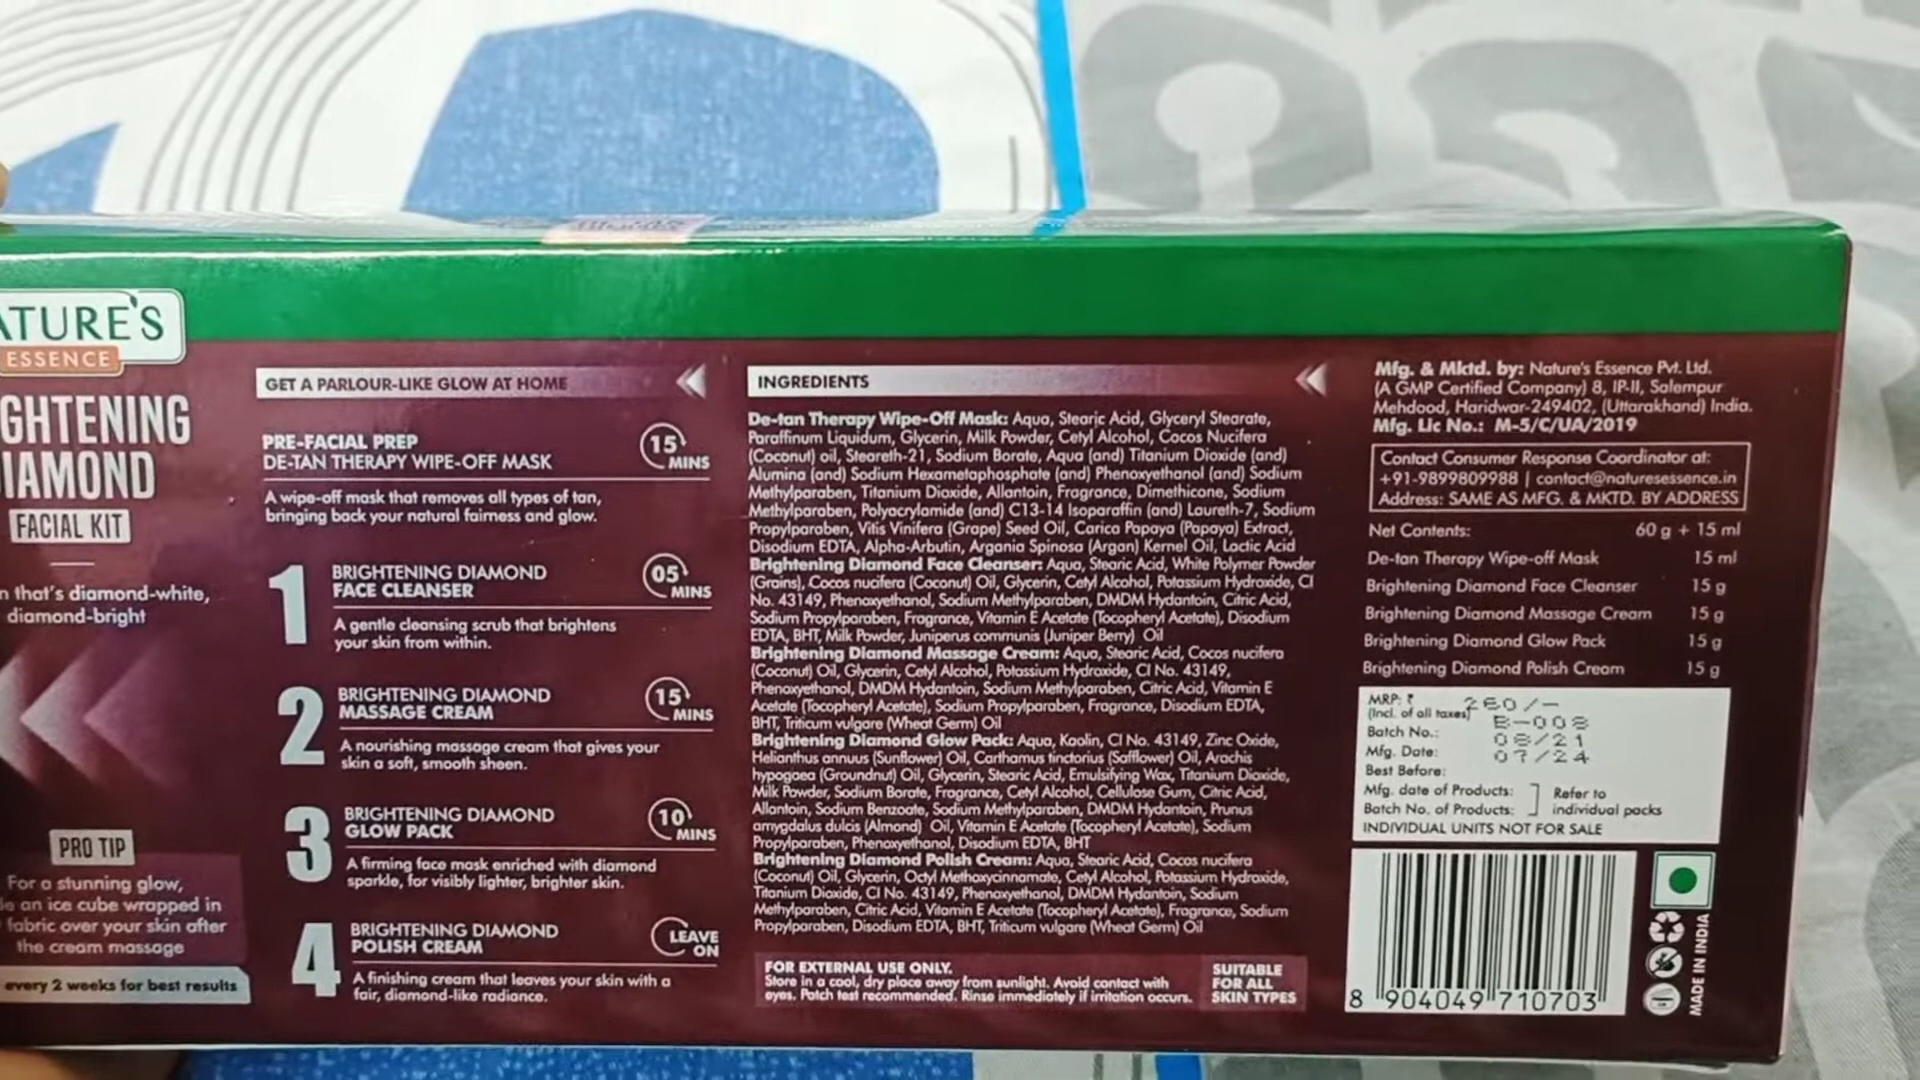 ATURE'S
ESSENCE
GHTENING
IAMOND
FACIAL KIT
n that's diamond-white,
diamond-bright
PRO TIP
For a stunning glow,
an ice cube wrapped in
fabric over your skin after
the cream massage
every 2 weeks for best results
GET A PARLOUR-LIKE GLOW AT HOME
PRE-FACIAL PREP
DE-TAN THERAPY WIPE-OFF MASK
15 MINS
A wipe-off mask that removes all types of tan,
bringing back your natural fairness and glow.
1
BRIGHTENING DIAMOND
FACE CLEANSER
05 MINS
A gentle cleansing scrub that brightens
your skin from within.
2
BRIGHTENING DIAMOND
MASSAGE CREAM
15 MINS
A nourishing massage cream that gives your
skin a soft, smooth sheen.
3
BRIGHTENING DIAMOND
GLOW PACK
10 MINS
A firming face mask enriched with diamond
sparkle, for visibly lighter, brighter skin.
4
BRIGHTENING DIAMOND
POLISH CREAM
LEAVE ON
A finishing cream that leaves your skin with a
fair, diamond-like radiance.
INGREDIENTS
De-tan Therapy Wipe-Off Mask: Aqua, Stearic Acid, Glyceryl Stearate,
Paraffinum Liquidum, Glycerin, Milk Powder, Cetyl Alcohol, Cocos Nucifera
(Coconut) oil, Steareth-21, Sodium Borate, Aqua (and) Titanium Dioxide (and)
Alumina (and) Sodium Hexametaphosphate (and) Phenoxyethanol (and) Sodium
Methylparaben, Titanium Dioxide, Allantoin, Fragrance, Dimethicone, Sodium
Methylparaben, Polyacrylamide (and) C13-14 Isoparaffin (and) Laureth-7, Sodium
Propylparaben, Vitis Vinifera (Grape) Seed Oil, Carica Papaya (Papaya) Extract,
Disodium EDTA, Alpha-Arbutin, Argania Spinosa (Argan) Kernel Oil, Lactic Acid
Brightening Diamond Face Cleanser: Aqua, Stearic Acid, White Polymer Powder
(Grains), Cocos nucifera (Coconut) Oil, Glycerin, Cetyl Alcohol, Potassium Hydroxide, CI
No. 43149, Phenoxyethanol, Sodium Methylparaben, DMDM Hydantoin, Citric Acid,
Sodium Propylparaben, Fragrance, Vitamin E Acetate (Tocopheryl Acetate), Disodium
EDTA, BHT, Milk Powder, Juniperus communis (Juniper Berry) Oil
Brightening Diamond Massage Cream: Aqua, Stearic Acid, Cocos nucifera
(Coconut) Oil, Glycerin, Cetyl Alcohol, Potassium Hydroxide, CI No. 43149,
Phenoxyethanol, DMDM Hydantoin, Sodium Methylparaben, Citric Acid, Vitamin E
Acetate (Tocopheryl Acetate), Sodium Propylparaben, Fragrance, Disodium EDTA,
BHT, Triticum vulgare (Wheat Germ) Oil
Brightening Diamond Glow Pack: Aqua, Kaolin, CI No. 43149, Zinc Oxide,
Helianthus annuus (Sunflower) Oil, Carthamus tinctorius (Safflower) Oil, Arachis
hypogaea (Groundnut) Oil, Glycerin, Stearic Acid, Emulsifying Wax, Titanium Dioxide,
Milk Powder, Sodium Borate, Fragrance, Cetyl Alcohol, Cellulose Gum, Citric Acid,
Allantoin, Sodium Benzoate, Sodium Methylparaben, DMDM Hydantoin, Prunus
amygdalus dulcis (Almond) Oil, Vitamin E Acetate (Tocopheryl Acetate), Sodium
Propylparaben, Phenoxyethanol, Disodium EDTA, BHT
Brightening Diamond Polish Cream: Aqua, Stearic Acid, Cocos nucifera
(Coconut) Oil, Glycerin, Octyl Methoxycinnamate, Cetyl Alcohol, Potassium Hydroxide,
Titanium Dioxide, CI No. 43149, Phenoxyethanol, DMDM Hydantoin, Sodium
Methylparaben, Citric Acid, Vitamin E Acetate (Tocopheryl Acetate), Fragrance, Sodium
Propylparaben, Disodium EDTA, BHT, Triticum vulgare (Wheat Germ) Oil
FOR EXTERNAL USE ONLY.
Store in a cool, dry place away from sunlight. Avoid contact with
eyes. Patch test recommended. Rinse immediately if irritation occurs.
SUITABLE
FOR ALL
SKIN TYPES
Mfg. & Mktd. by: Nature's Essence Pvt. Ltd.
(A GMP Certified Company) 8, IP-II, Salempur
Mehdood, Haridwar-249402, (Uttarakhand) India.
Mfg. Lic No.: M-5/C/UA/2019
Contact Consumer Response Coordinator at:
+91-9899809988 | contact@naturesessence.in
Address: SAME AS MFG. & MKTD. BY ADDRESS
Net Contents: 60 g + 15 ml
De-tan Therapy Wipe-off Mask 15 ml
Brightening Diamond Face Cleanser 15 g
Brightening Diamond Massage Cream 15 g
Brightening Diamond Glow Pack 15 g
Brightening Diamond Polish Cream 15 g
MRP: ₹ 260/-
(Incl. of all taxes)
Batch No.: B-008
Mfg. Date: 08/21
Best Before: 07/24
Mfg. date of Products: ] Refer to
Batch No. of Products: ] individual packs
INDIVIDUAL UNITS NOT FOR SALE
8 904049 710703
MADE IN INDIA